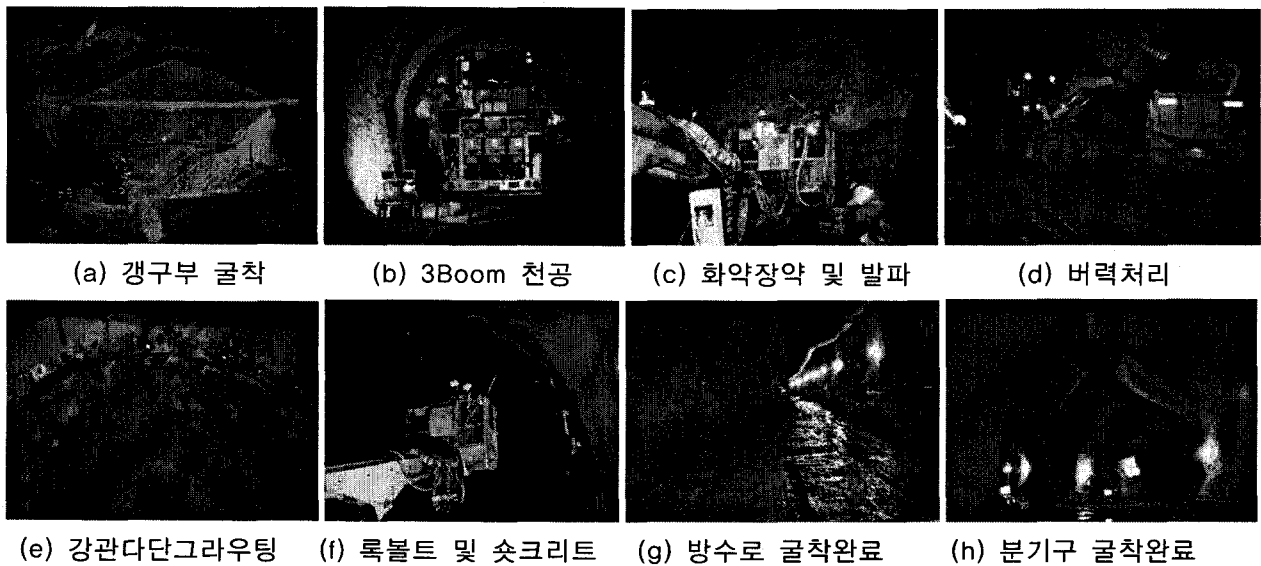 (a) 갱구부 굴착
(b) 3Boom 천공
(c) 화약장약 및 발파
(d) 버력처리
(e) 강관다단그라우팅
(f) 록볼트 및 숏크리트
(g) 방수로 굴착완료
(h) 분기구 굴착완료